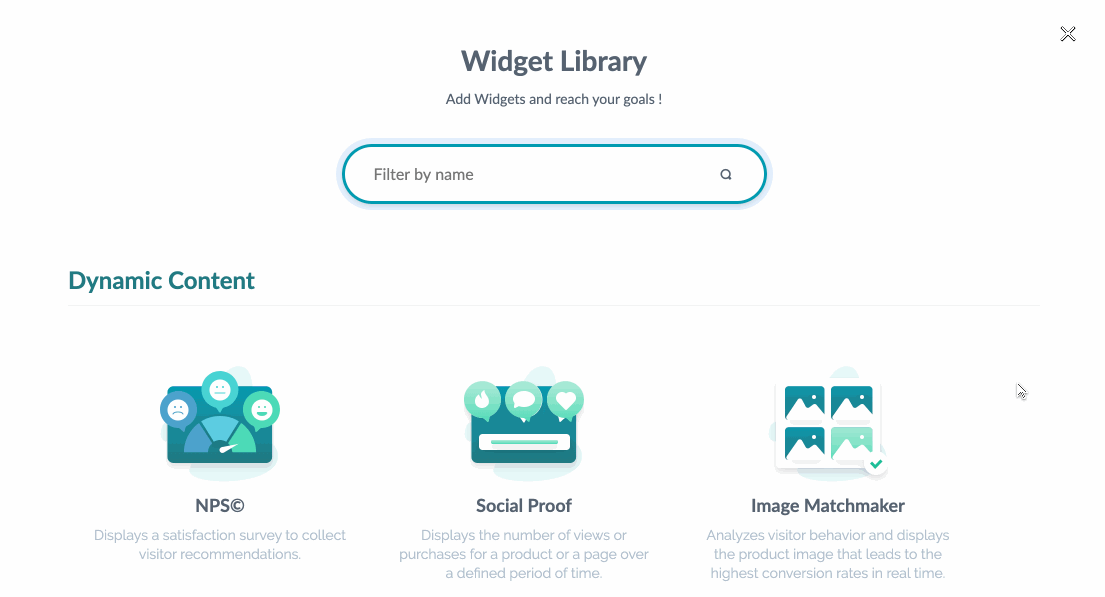 Widget Library
Add Widgets and reach your goals !
Filter by name
Dynamic Content
NPS©
Displays a satisfaction survey to collect
visitor recommendations.
Social Proof
Displays the number of views or
purchases for a product or a page over
a defined period of time.
Image Matchmaker
Analyzes visitor behavior and displays
the product image that leads to the
highest conversion rates in real time.